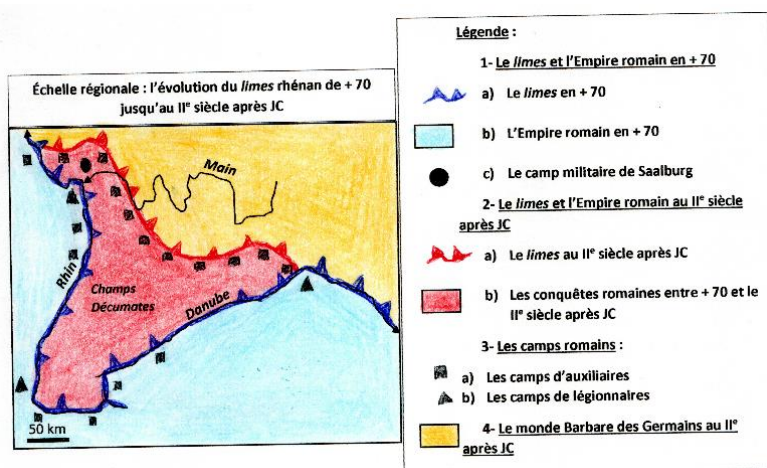 Échelle régionale : l'évolution du limes rhénan de + 70
jusqu'au IIe siècle après JC
Main
Rhin
Champs
Décumates
Danube
50 km
Légende :
1- Le limes et l'Empire romain en + 70
a) Le limes en + 70
b) L'Empire romain en + 70
c) Le camp militaire de Saalburg
2- Le limes et l'Empire romain au IIe siècle
après JC
a) Le limes au IIe siècle après JC
b) Les conquêtes romaines entre + 70 et le
IIe siècle après JC
3- Les camps romains :
a) Les camps d'auxiliaires
b) Les camps de légionnaires
4- Le monde Barbare des Germains au IIe
après JC